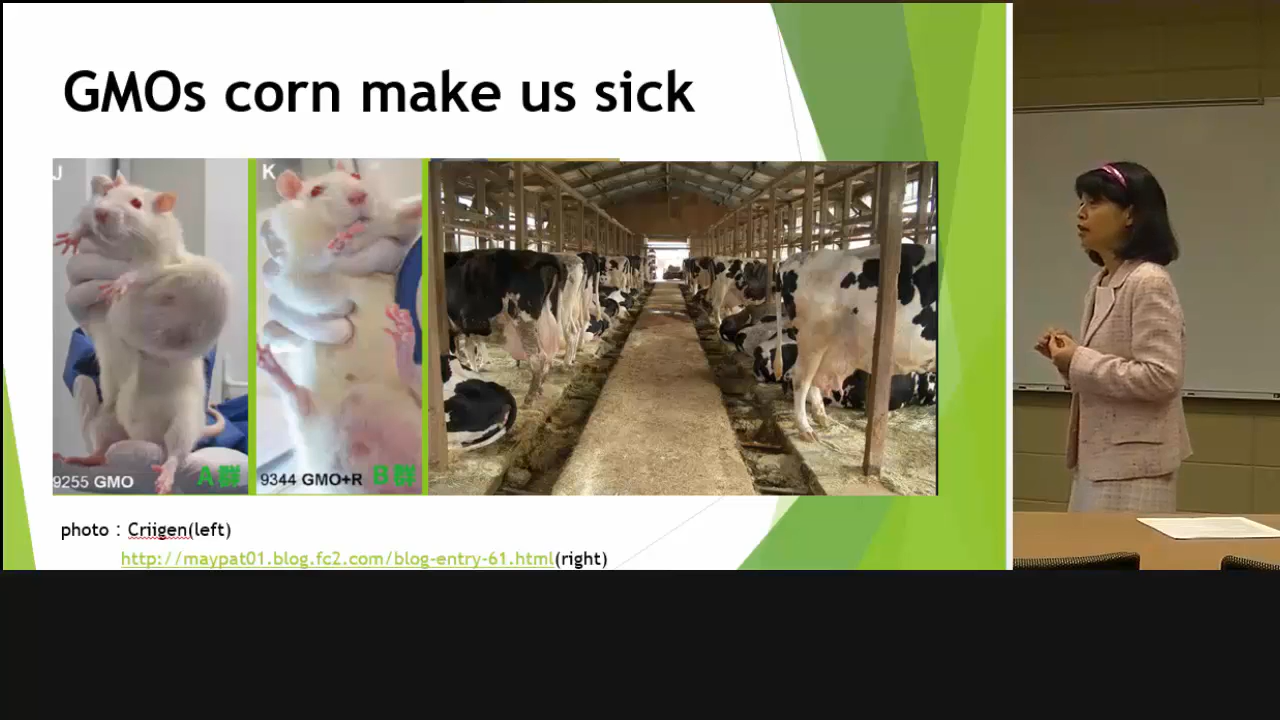 GMOs corn make us sick
J
K
9255 GMO
A群
9344 GMO+R
B群
photo：Criigen(left)
http://maypat01.blog.fc2.com/blog-entry-61.html(right)